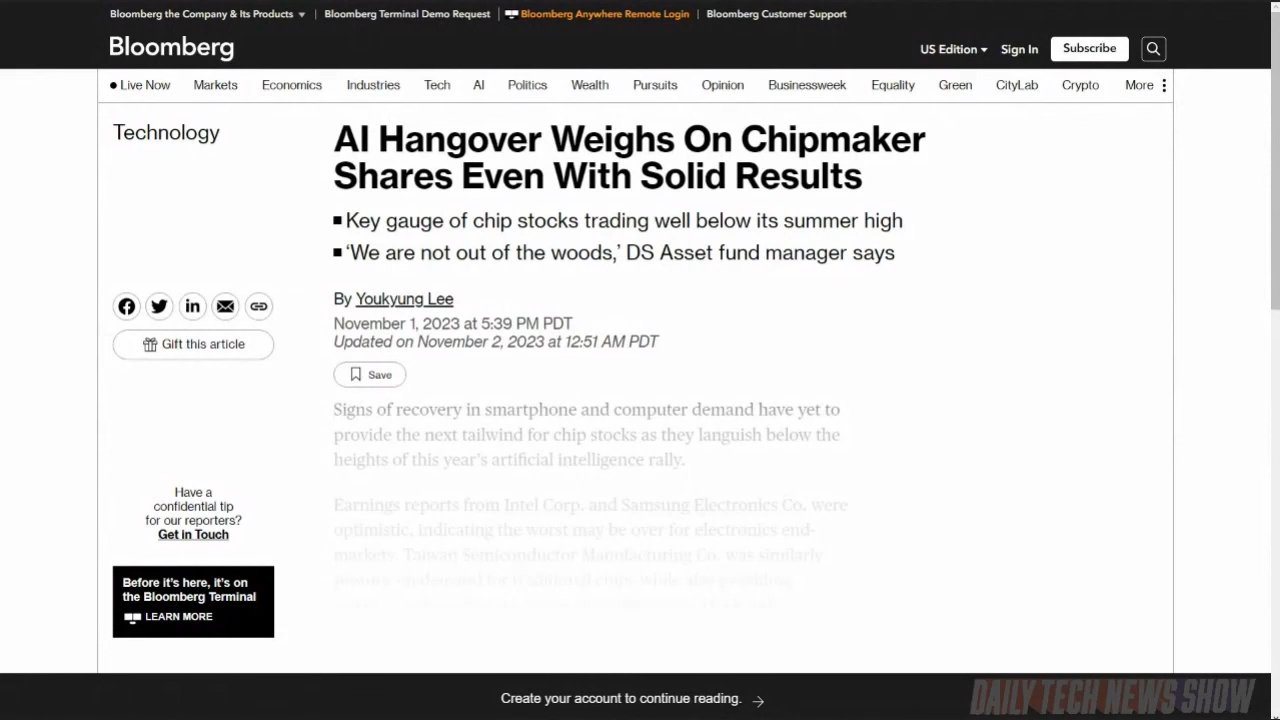 Bloomberg the Company & Its Products ▾ | Bloomberg Terminal Demo Request | Bloomberg Anywhere Remote Login | Bloomberg Customer Support
Bloomberg
US Edition ▾ Sign In Subscribe
Live Now Markets Economics Industries Tech AI Politics Wealth Pursuits Opinion Businessweek Equality Green CityLab Crypto More
Technology
AI Hangover Weighs On Chipmaker
Shares Even With Solid Results
■ Key gauge of chip stocks trading well below its summer high
■ ‘We are not out of the woods,’ DS Asset fund manager says
By Youkyung Lee
November 1, 2023 at 5:39 PM PDT
Updated on November 2, 2023 at 12:51 AM PDT
Gift this article
Save
Signs of recovery in smartphone and computer demand have yet to
provide the next tailwind for chip stocks as they languish below the
heights of this year’s artificial intelligence rally.
Earnings reports from Intel Corp. and Samsung Electronics Co. were
optimistic, indicating the worst may be over for electronics end-
markets. Taiwan Semiconductor Manufacturing Co. was similarly
Have a
confidential tip
for our reporters?
Get in Touch
Before it’s here, it’s on
the Bloomberg Terminal
LEARN MORE
Create your account to continue reading. →
DAILY TECH NEWS SHOW